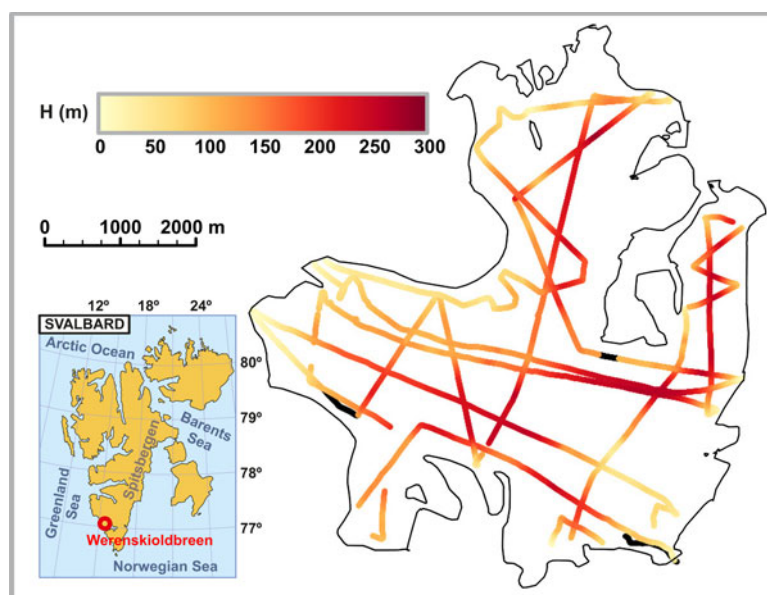 H (m)
0 50 100 150 200 250 300
0 1000 2000 m
12° 18° 24°
SVALBARD
Arctic Ocean
80°
Barents
Sea
79°
Spitsbergen
78°
Greenland
Sea
77°
Werenskioldbreen
Norwegian Sea